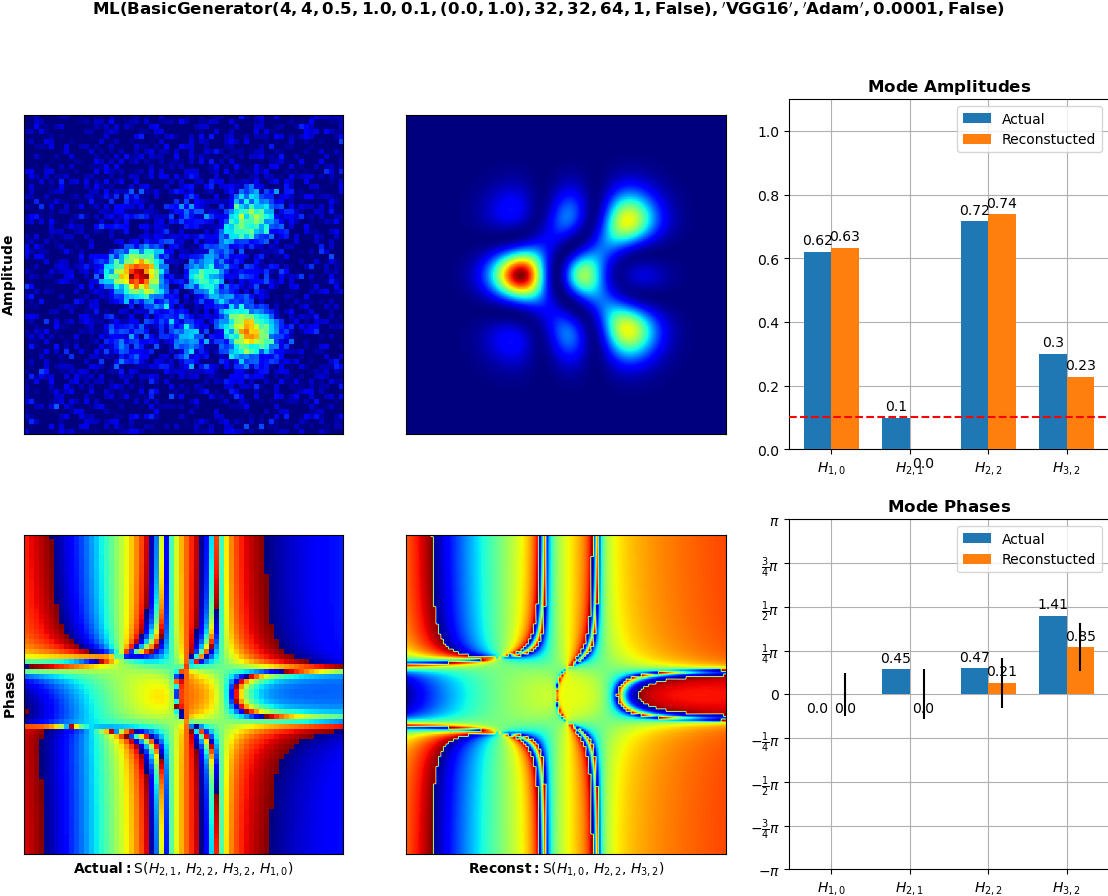 ML(BasicGenerator(4, 4, 0.5, 1.0, 0.1, (0.0, 1.0), 32, 32, 64, 1, False), ′VGG16′, ′Adam′, 0.0001, False)
Amplitude
Mode Amplitudes
Actual
Reconstucted
1.0
0.8
0.6
0.4
0.2
0.0
0.62
0.63
0.1
0.0
0.72
0.74
0.3
0.23
H1,0
H2,1
H2,2
H3,2
Phase
Actual: S(H2,1, H2,2, H3,2, H1,0)
Reconst: S(H1,0, H2,2, H3,2)
Mode Phases
Actual
Reconstucted
π
3/4π
1/2π
1/4π
0
−1/4π
−1/2π
−3/4π
−π
0.0
0.0
0.45
0.0
0.47
0.21
1.41
0.85
H1,0
H2,1
H2,2
H3,2